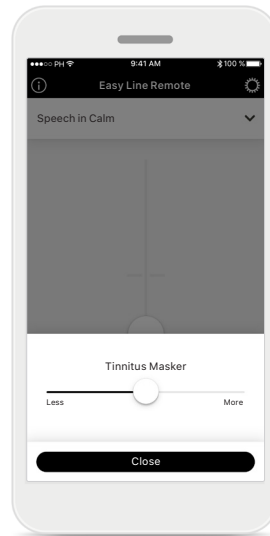 ●●●○○ PH 9:41 AM 100 %
Easy Line Remote
Speech in Calm
Tinnitus Masker
Less More
Close